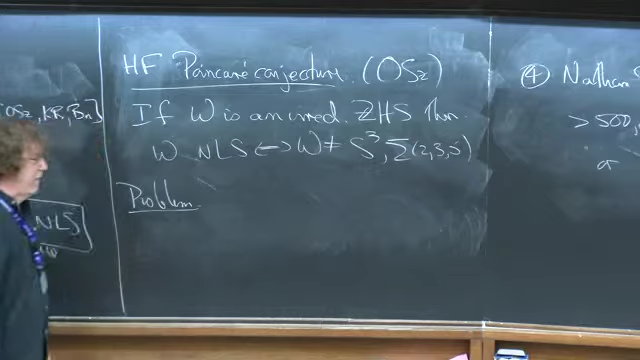 HF Poincaré conjecture. (OSz)
If W is an irred. ZHS then.
W NLS ⟷ W ≠ S³, Σ(2,3,5)
Problem
OSz, KR, Bn]
NLS
④ Nathan
> 500,
a